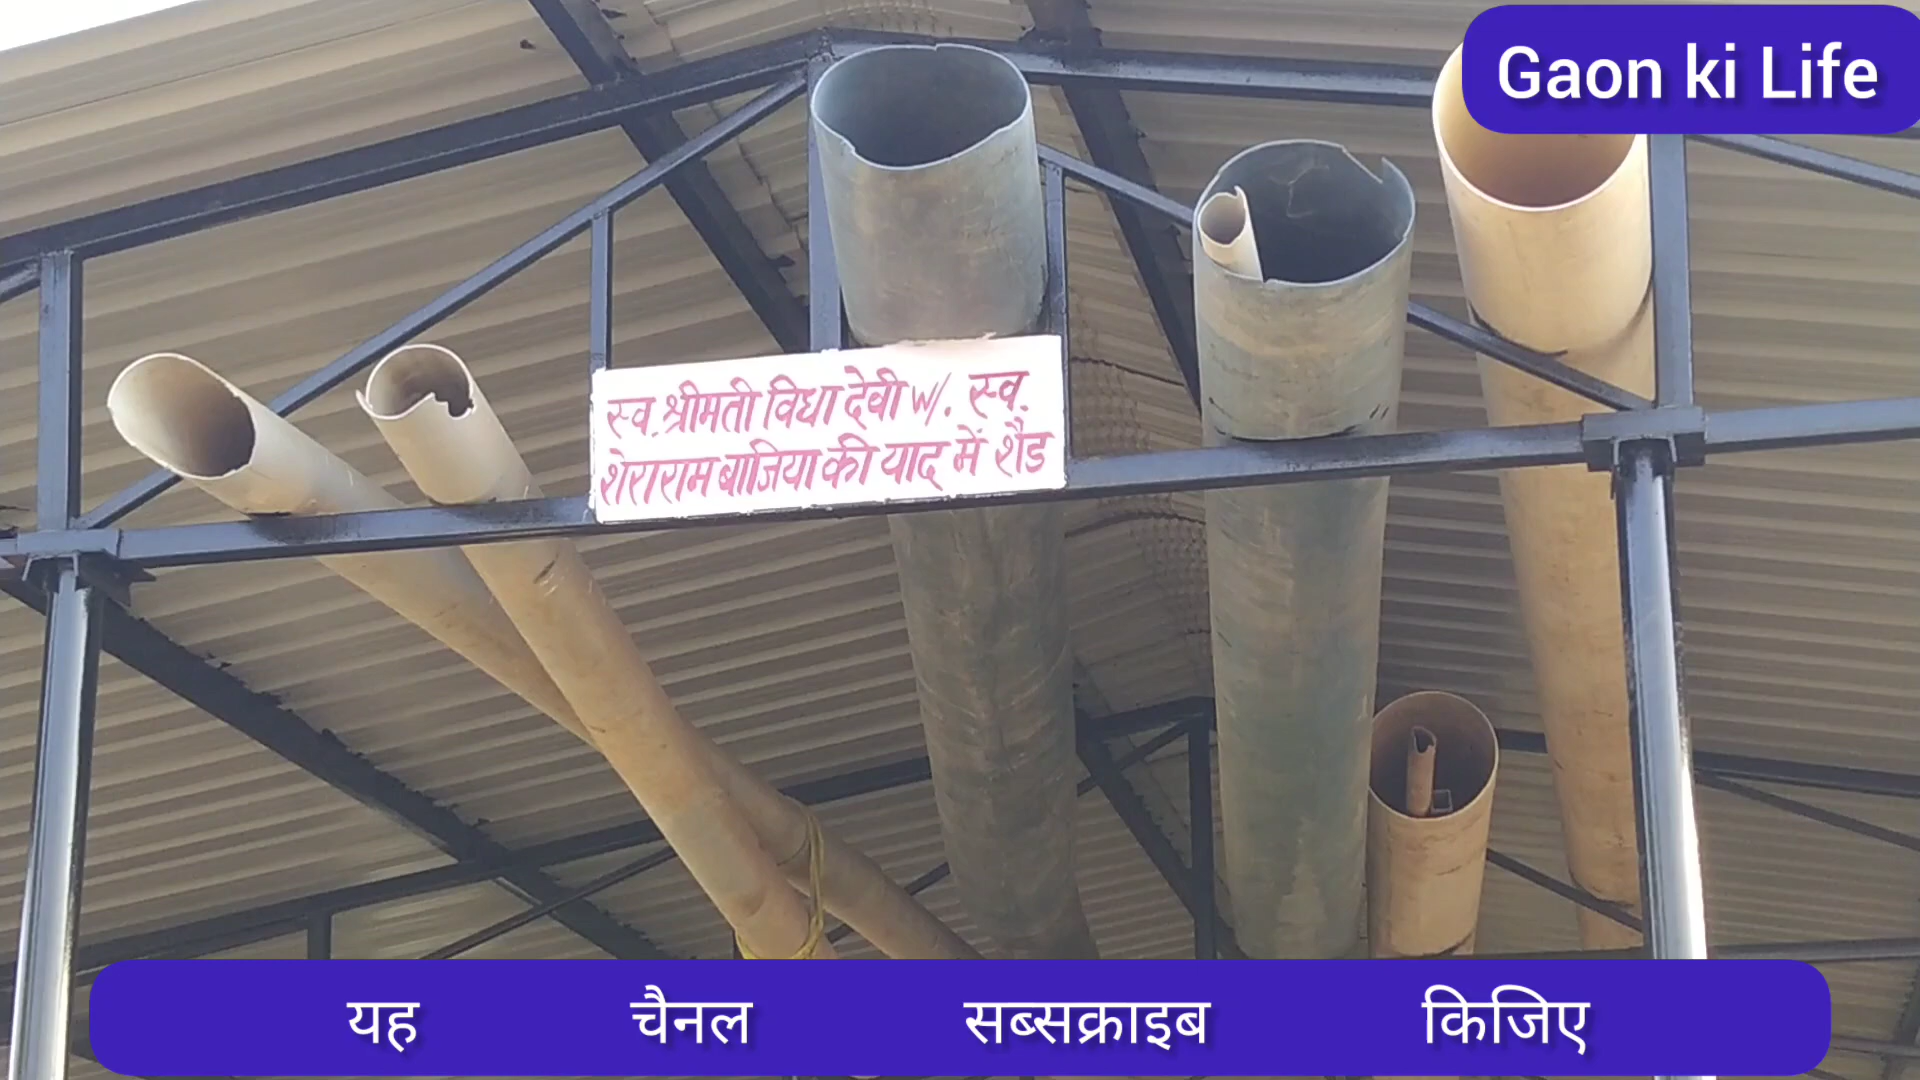 Gaon ki Life
स्व. श्रीमती विधा देवी w/. स्व.
शेराराम बाजिया की याद में शैड
यह चैनल सब्सक्राइब किजिए